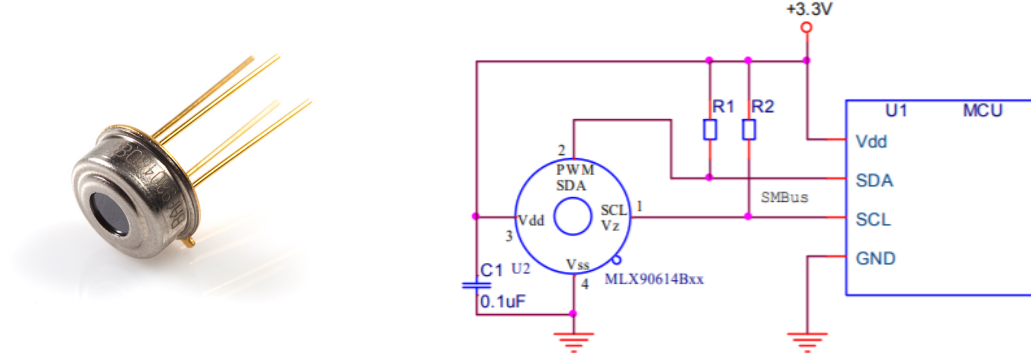 +3.3V
R1
R2
U1
MCU
Vdd
SDA
SCL
GND
SMBus
2
PWM
SDA
SCL
Vz
1
Vdd
3
Vss
4
U2
MLX90614Bxx
C1
0.1uF